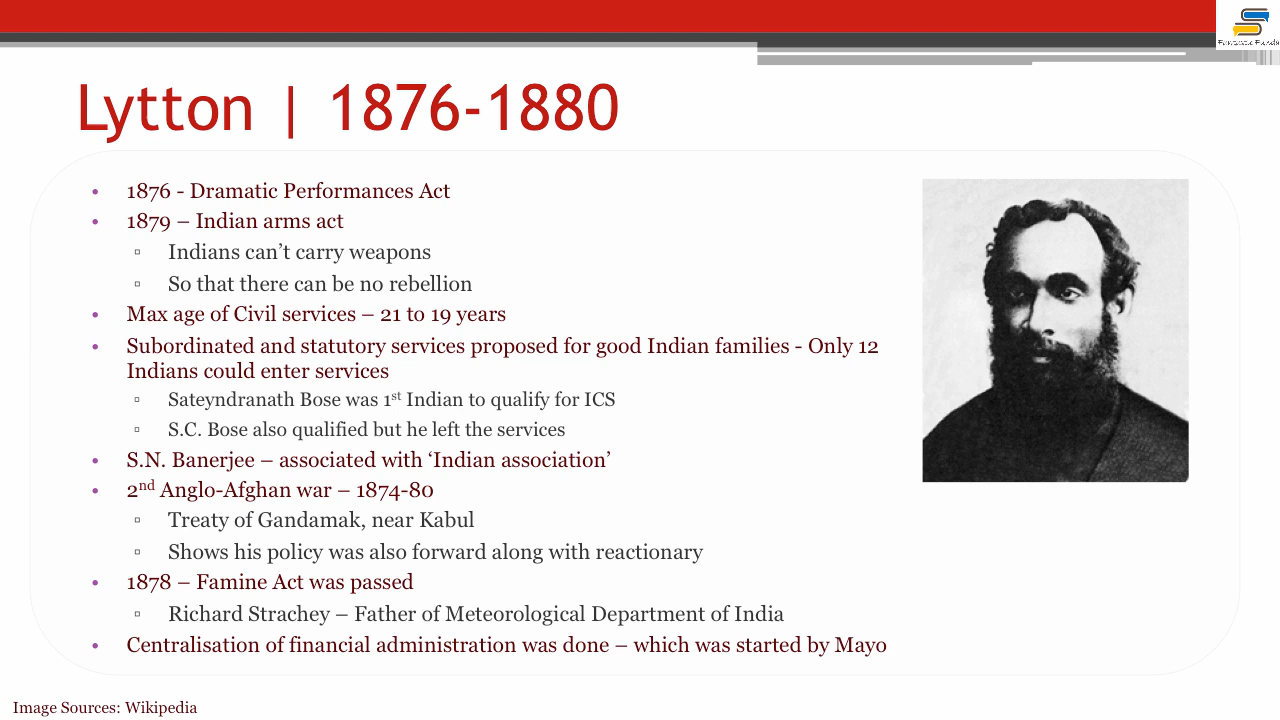 Fantastic Funda
Lytton | 1876-1880
• 1876 - Dramatic Performances Act
• 1879 – Indian arms act
▫ Indians can’t carry weapons
▫ So that there can be no rebellion
• Max age of Civil services – 21 to 19 years
• Subordinated and statutory services proposed for good Indian families - Only 12
Indians could enter services
▫ Sateyndranath Bose was 1st Indian to qualify for ICS
▫ S.C. Bose also qualified but he left the services
• S.N. Banerjee – associated with ‘Indian association’
• 2nd Anglo-Afghan war – 1874-80
▫ Treaty of Gandamak, near Kabul
▫ Shows his policy was also forward along with reactionary
• 1878 – Famine Act was passed
▫ Richard Strachey – Father of Meteorological Department of India
• Centralisation of financial administration was done – which was started by Mayo
Image Sources: Wikipedia